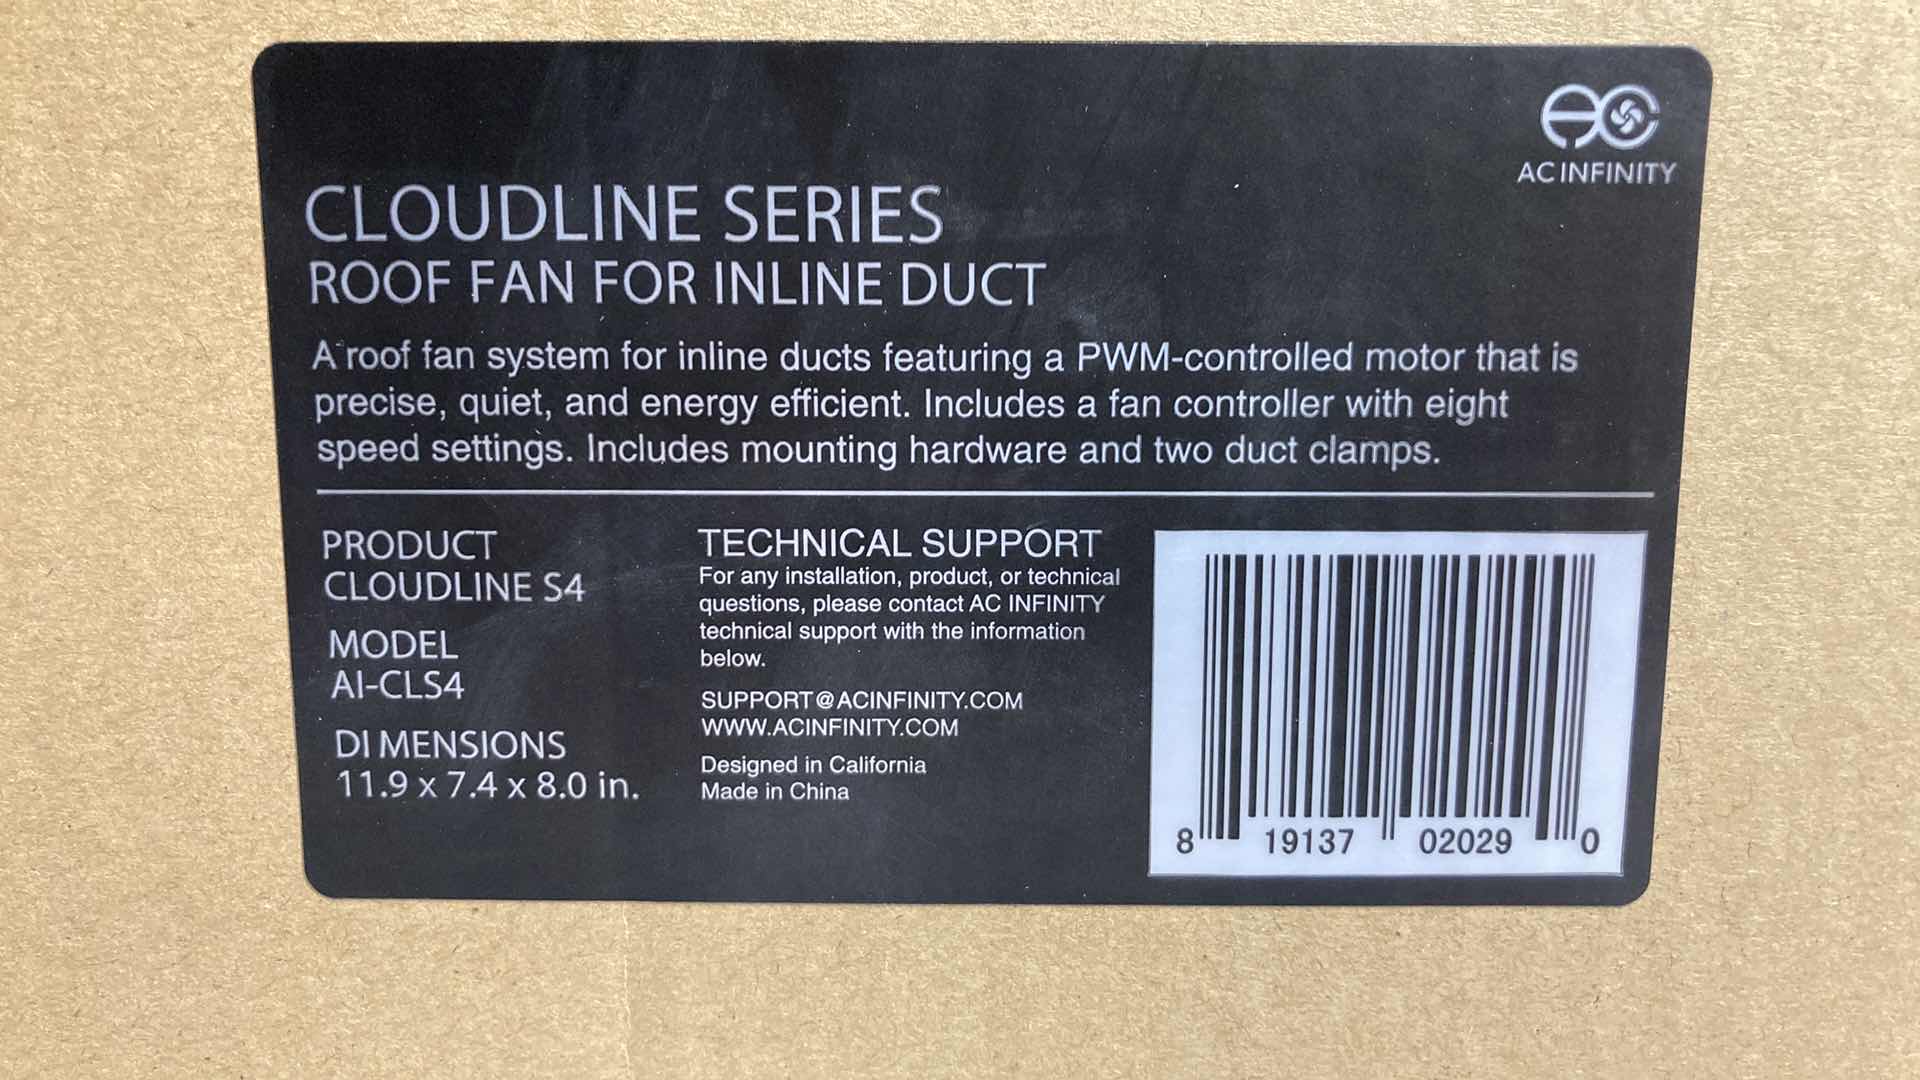 AC INFINITY
CLOUDLINE SERIES
ROOF FAN FOR INLINE DUCT
A roof fan system for inline ducts featuring a PWM-controlled motor that is
precise, quiet, and energy efficient. Includes a fan controller with eight
speed settings. Includes mounting hardware and two duct clamps.
PRODUCT
CLOUDLINE S4
MODEL
AI-CLS4
DIMENSIONS
11.9 x 7.4 x 8.0 in.
TECHNICAL SUPPORT
For any installation, product, or technical
questions, please contact AC INFINITY
technical support with the information
below.
SUPPORT@ACINFINITY.COM
WWW.ACINFINITY.COM
Designed in California
Made in China
8 19137 02029 0